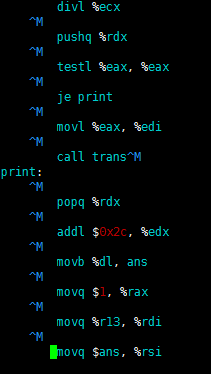 divl %ecx
^M
pushq %rdx
^M
testl %eax, %eax
^M
je print
^M
movl %eax, %edi
^M
call trans^M
print:
^M
popq %rdx
^M
addl $0x2c, %edx
^M
movb %dl, ans
^M
movq $1, %rax
^M
movq %r13, %rdi
^M
movq $ans, %rsi